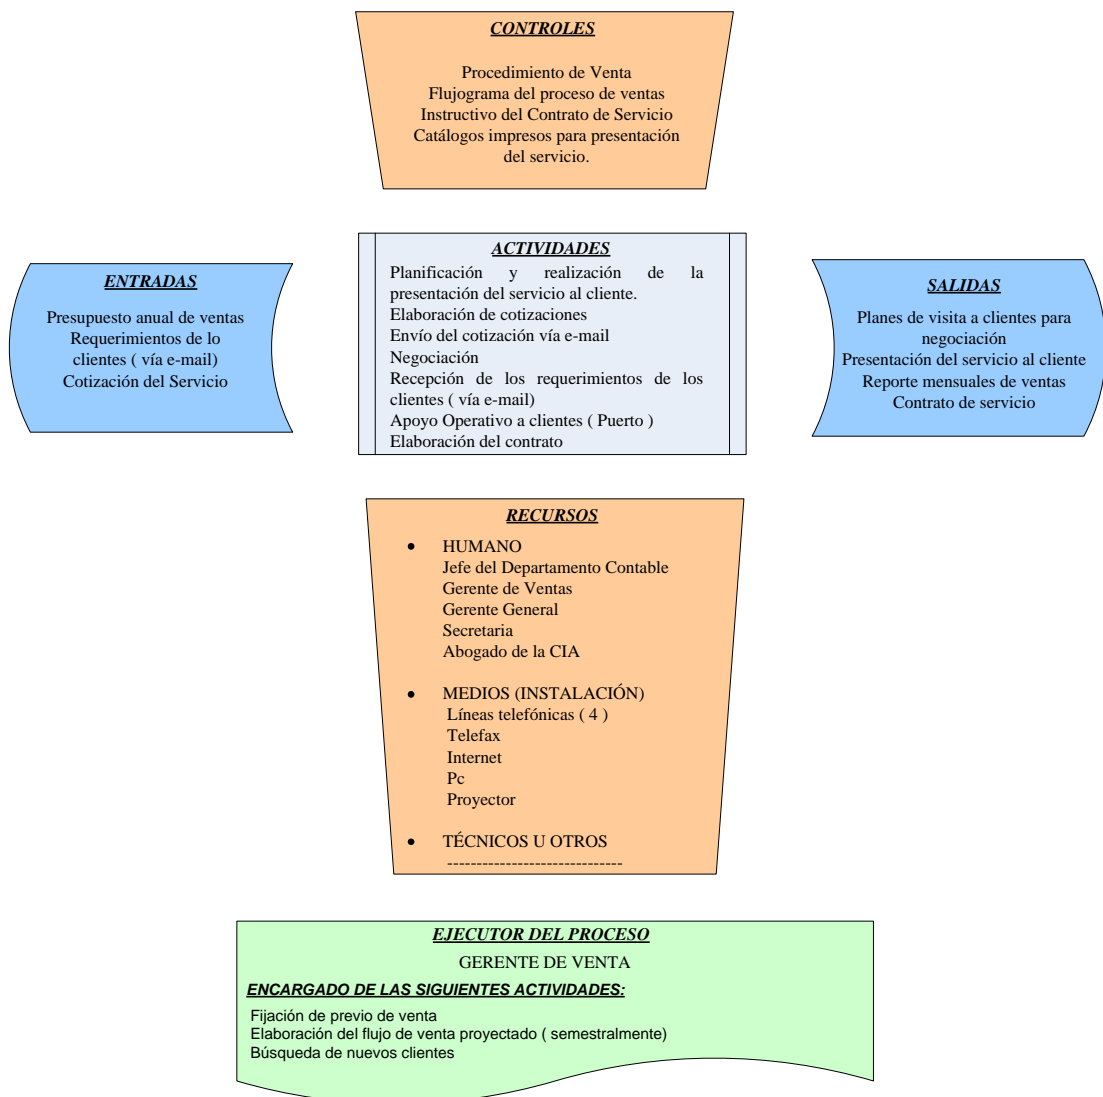 CONTROLES
Procedimiento de Venta
Flujograma del proceso de ventas
Instructivo del Contrato de Servicio
Catálogos impresos para presentación
del servicio.
ENTRADAS
Presupuesto anual de ventas
Requerimientos de lo
clientes ( vía e-mail)
Cotización del Servicio
ACTIVIDADES
Planificación y realización de la
presentación del servicio al cliente.
Elaboración de cotizaciones
Envío del cotización vía e-mail
Negociación
Recepción de los requerimientos de los
clientes ( vía e-mail)
Apoyo Operativo a clientes ( Puerto )
Elaboración del contrato
SALIDAS
Planes de visita a clientes para
negociación
Presentación del servicio al cliente
Reporte mensuales de ventas
Contrato de servicio
RECURSOS
• HUMANO
Jefe del Departamento Contable
Gerente de Ventas
Gerente General
Secretaria
Abogado de la CIA
• MEDIOS (INSTALACIÓN)
Líneas telefónicas ( 4 )
Telefax
Internet
Pc
Proyector
• TÉCNICOS U OTROS
------------------------------
EJECUTOR DEL PROCESO
GERENTE DE VENTA
ENCARGADO DE LAS SIGUIENTES ACTIVIDADES:
Fijación de previo de venta
Elaboración del flujo de venta proyectado ( semestralmente)
Búsqueda de nuevos clientes